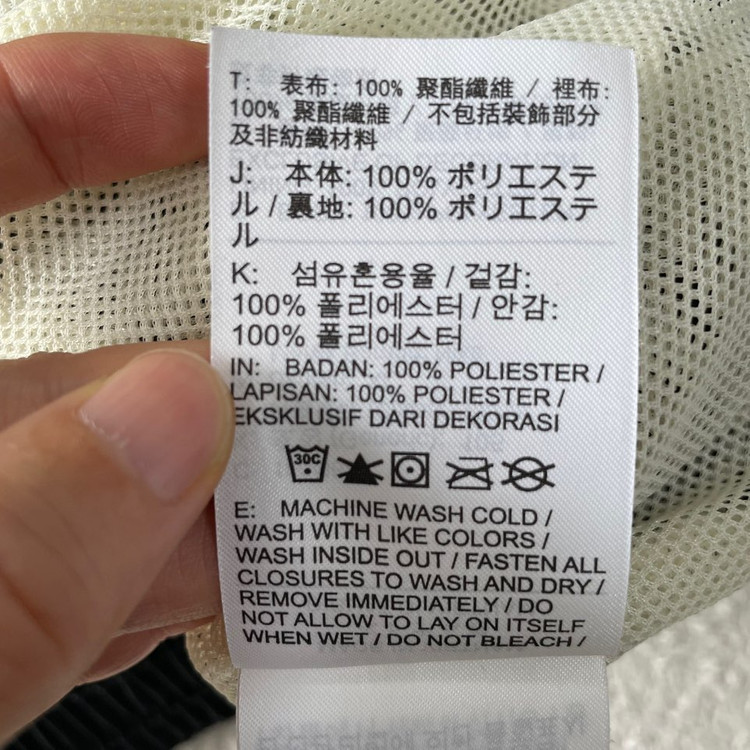 T: 表布: 100% 聚酯纖維 / 裡布:
100% 聚酯纖維 / 不包括裝飾部分
及非紡織材料
J: 本体: 100% ポリエステ
ル / 裏地: 100% ポリエステ
ル
K: 섬유혼용율 / 겉감:
100% 폴리에스터 / 안감:
100% 폴리에스터
IN: BADAN: 100% POLIESTER /
LAPISAN: 100% POLIESTER /
EKSKLUSIF DARI DEKORASI
30C
E: MACHINE WASH COLD /
WASH WITH LIKE COLORS /
WASH INSIDE OUT / FASTEN ALL
CLOSURES TO WASH AND DRY /
REMOVE IMMEDIATELY / DO
NOT ALLOW TO LAY ON ITSELF
WHEN WET / DO NOT BLEACH /